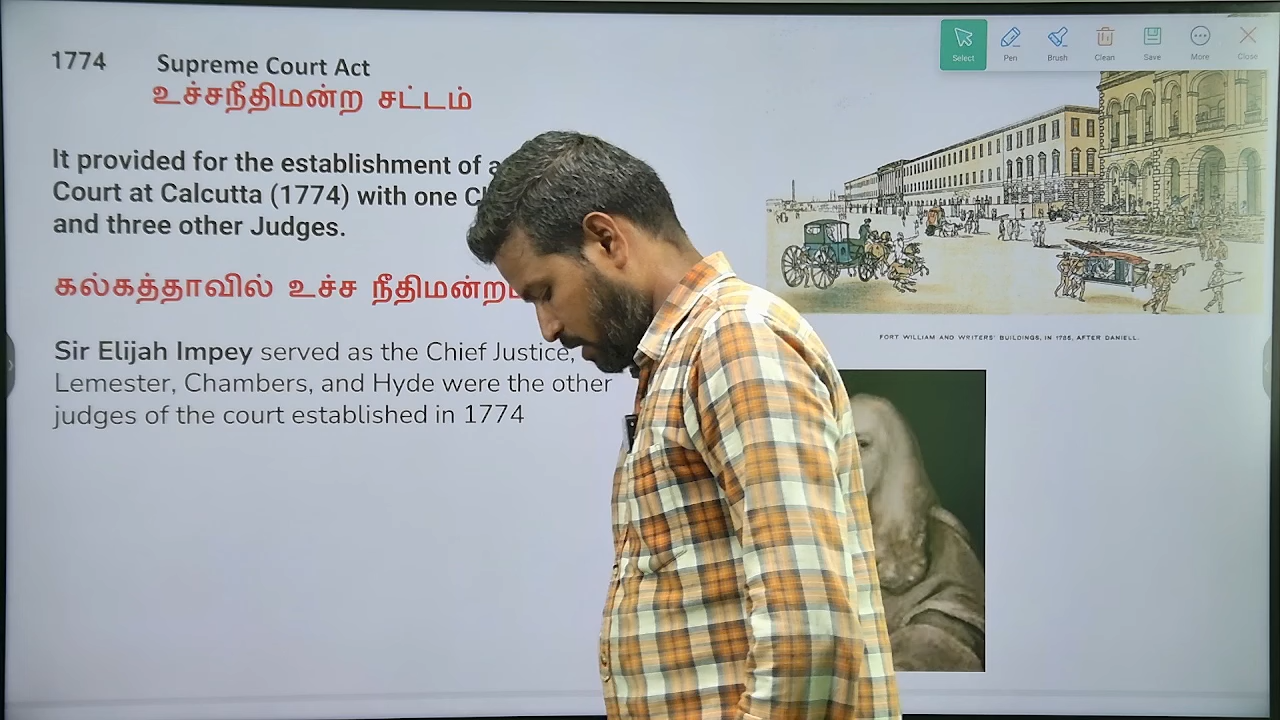 1774 Supreme Court Act
உச்சநீதிமன்ற சட்டம்
It provided for the establishment of a
Court at Calcutta (1774) with one
and three other Judges.
கல்கத்தாவில் உச்ச நீதிமன்ற
Sir Elijah Impey served as the Chief Justice,
Lemester, Chambers, and Hyde were the other
judges of the court established in 1774
Select Pen Brush Clean Save More Close
FORT WILLIAM AND WRITERS' BUILDINGS, IN 1786, AFTER DANIELL.